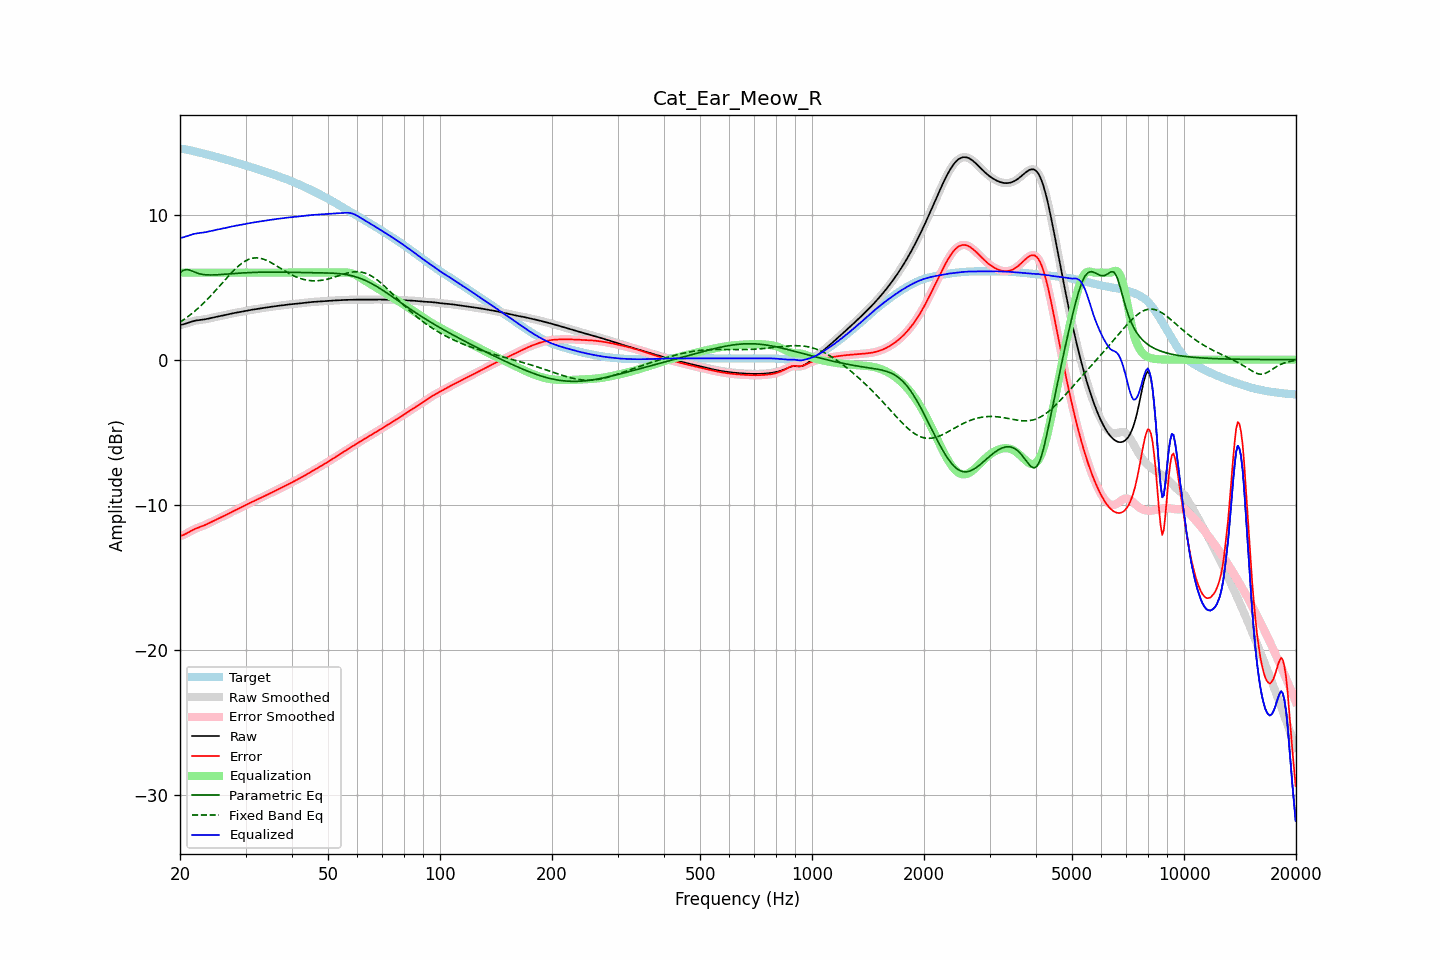 Cat_Ear_Meow_R
Amplitude (dBr)
10
0
−10
−20
−30
Target
Raw Smoothed
Error Smoothed
Raw
Error
Equalization
Parametric Eq
Fixed Band Eq
Equalized
20 50 100 200 500 1000 2000 5000 10000 20000
Frequency (Hz)